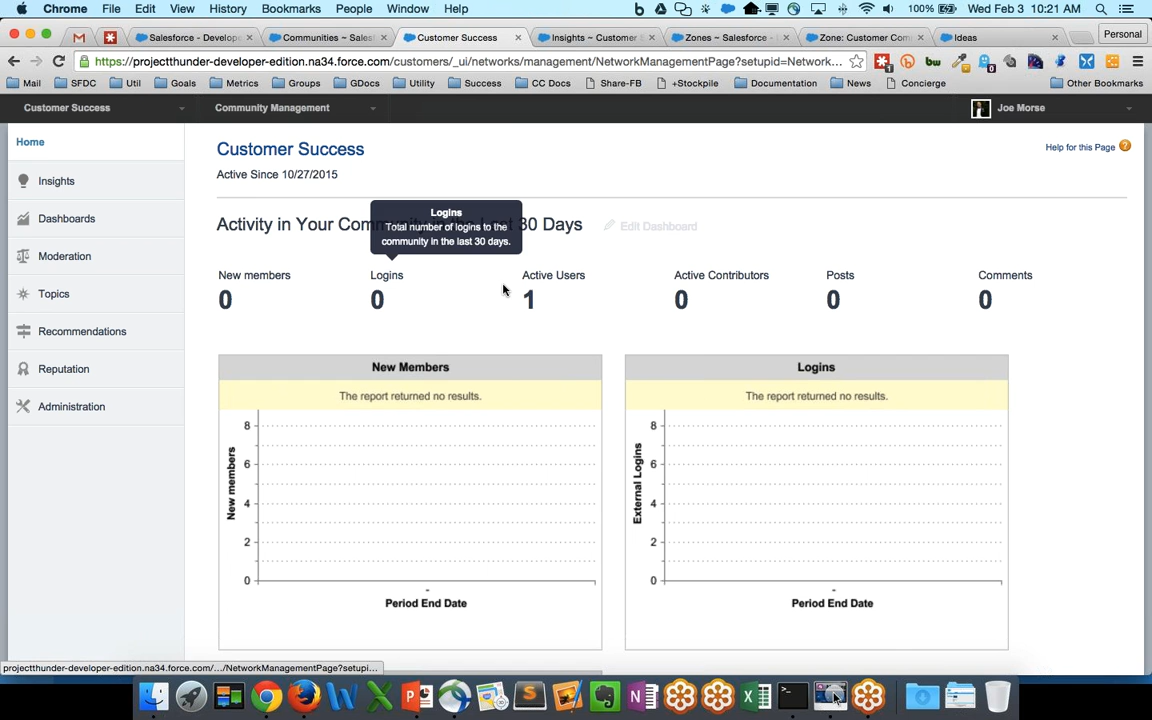 Chrome File Edit View History Bookmarks People Window Help 100% Wed Feb 3 10:21 AM
Salesforce - Develope Communities ~ Sales Customer Success Insights ~ Customer Zones ~ Salesforce - Zone: Customer Com Ideas Personal
https://projectthunder-developer-edition.na34.force.com/customers/_ui/networks/management/NetworkManagementPage?setupid=Network...
Mail SFDC Util Goals Metrics Groups GDocs Utility Success CC Docs Share-FB +Stockpile Documentation News Concierge Other Bookmarks
Customer Success Community Management Joe Morse
Home
Insights
Dashboards
Moderation
Topics
Recommendations
Reputation
Administration
Customer Success
Help for this Page
Active Since 10/27/2015
Activity in Your Com 30 Days
Edit Dashboard
Logins
Total number of logins to the
community in the last 30 days.
New members Logins Active Users Active Contributors Posts Comments
0 0 1 0 0 0
New Members
The report returned no results.
New members
8
6
4
2
0
-
Period End Date
Logins
The report returned no results.
External Logins
8
6
4
2
0
-
Period End Date
projectthunder-developer-edition.na34.force.com/.../NetworkManagementPage?setupi...